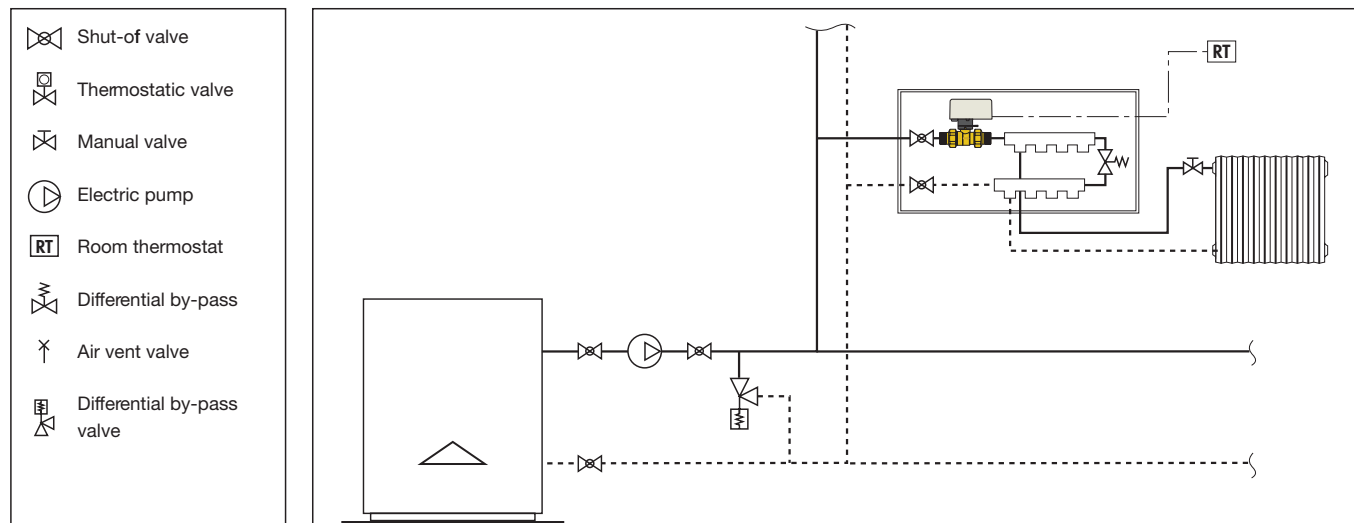 Shut-of valve
Thermostatic valve
Manual valve
Electric pump
RT Room thermostat
Differential by-pass
Air vent valve
Differential by-pass
valve
RT